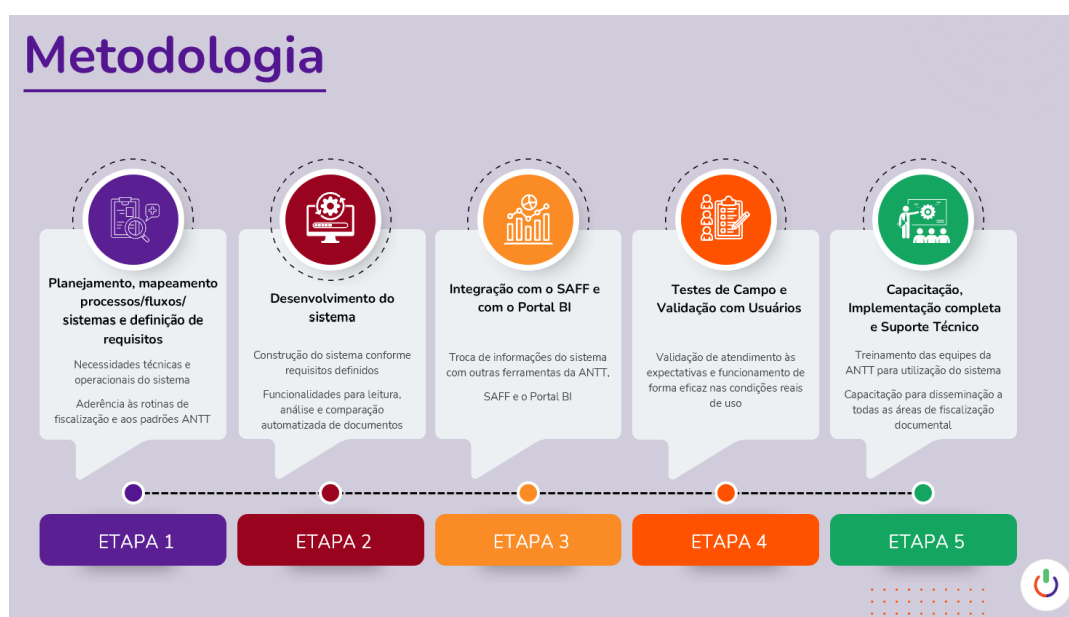 Metodologia
Planejamento, mapeamento
processos/fluxos/
sistemas e definição de
requisitos
Necessidades técnicas e
operacionais do sistema
Aderência às rotinas de
fiscalização e aos padrões ANTT
Desenvolvimento do
sistema
Construção do sistema conforme
requisitos definidos
Funcionalidades para leitura,
análise e comparação
automatizada de documentos
Integração com o SAFF e
com o Portal BI
Troca de informações do sistema
com outras ferramentas da ANTT,
SAFF e o Portal BI
Testes de Campo e
Validação com Usuários
Validação de atendimento às
expectativas e funcionamento de
forma eficaz nas condições reais
de uso
Capacitação,
Implementação completa
e Suporte Técnico
Treinamento das equipes da
ANTT para utilização do sistema
Capacitação para disseminação a
todas as áreas de fiscalização
documental
ETAPA 1
ETAPA 2
ETAPA 3
ETAPA 4
ETAPA 5